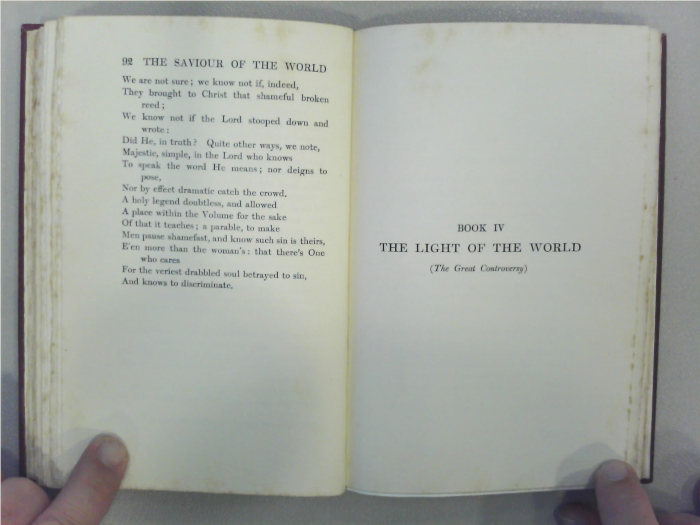 92 THE SAVIOUR OF THE WORLD
We are not sure; we know not if, indeed,
They brought to Christ that shameful broken
reed;
We know not if the Lord stooped down and
wrote:
Did He, in truth? Quite other ways, we note,
Majestic, simple, in the Lord who knows
To speak the word He means; nor deigns to
pose,
Nor by effect dramatic catch the crowd.
A holy legend doubtless, and allowed
A place within the Volume for the sake
Of that it teaches; a parable, to make
Men pause shamefast, and know such sin is theirs,
E'en more than the woman's: that there's One
who cares
For the veriest drabbled soul betrayed to sin,
And knows to discriminate.
BOOK IV
THE LIGHT OF THE WORLD
(The Great Controversy)